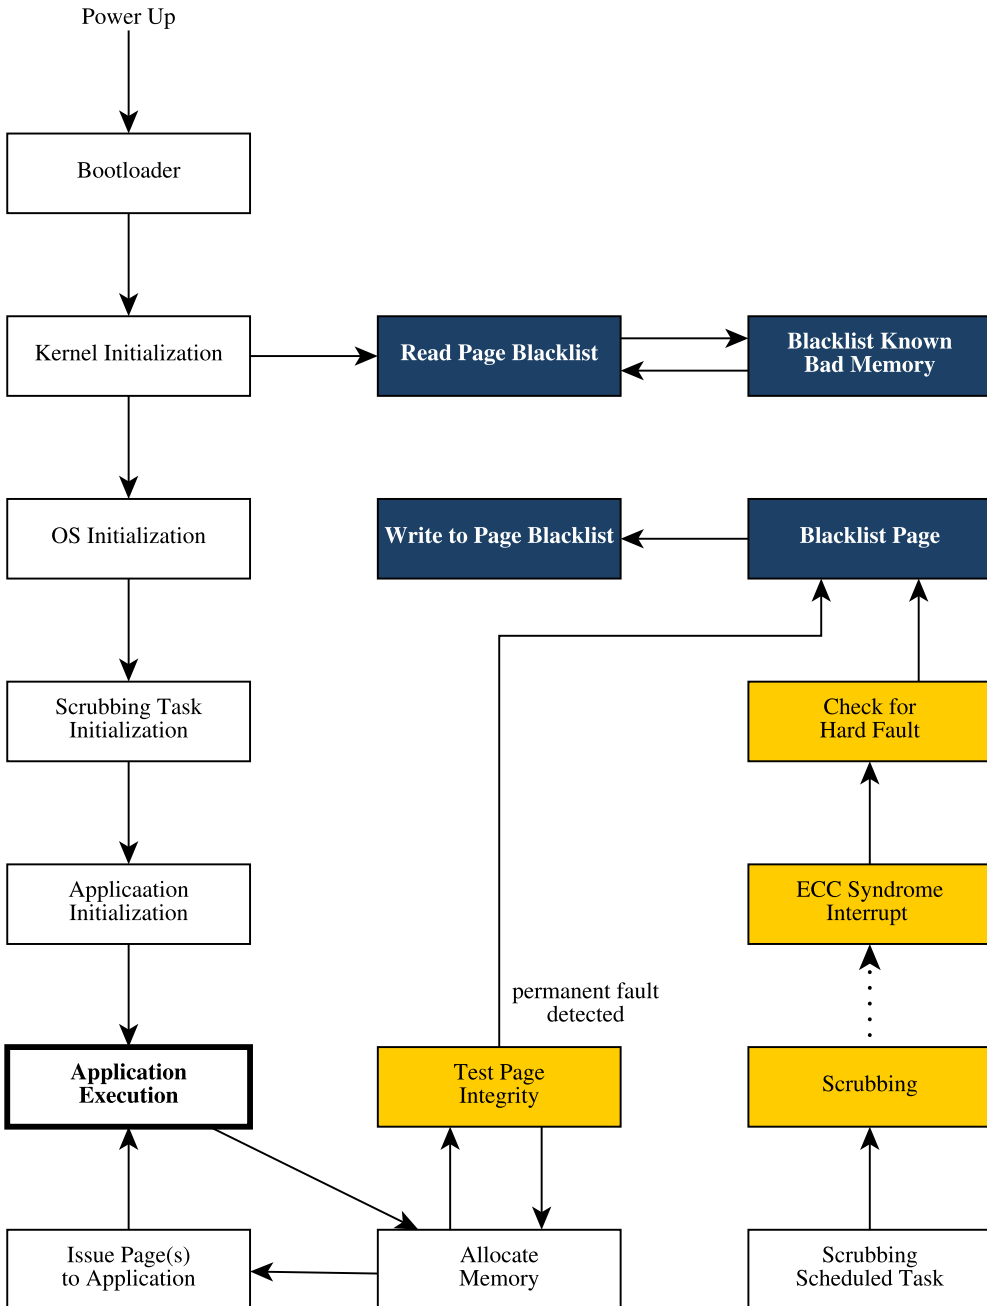 Power Up
Bootloader
Kernel Initialization
Read Page Blacklist
Blacklist Known
Bad Memory
OS Initialization
Write to Page Blacklist
Blacklist Page
Scrubbing Task
Initialization
Check for
Hard Fault
Applicaation
Initialization
ECC Syndrome
Interrupt
permanent fault
detected
Application
Execution
Test Page
Integrity
Scrubbing
Issue Page(s)
to Application
Allocate
Memory
Scrubbing
Scheduled Task